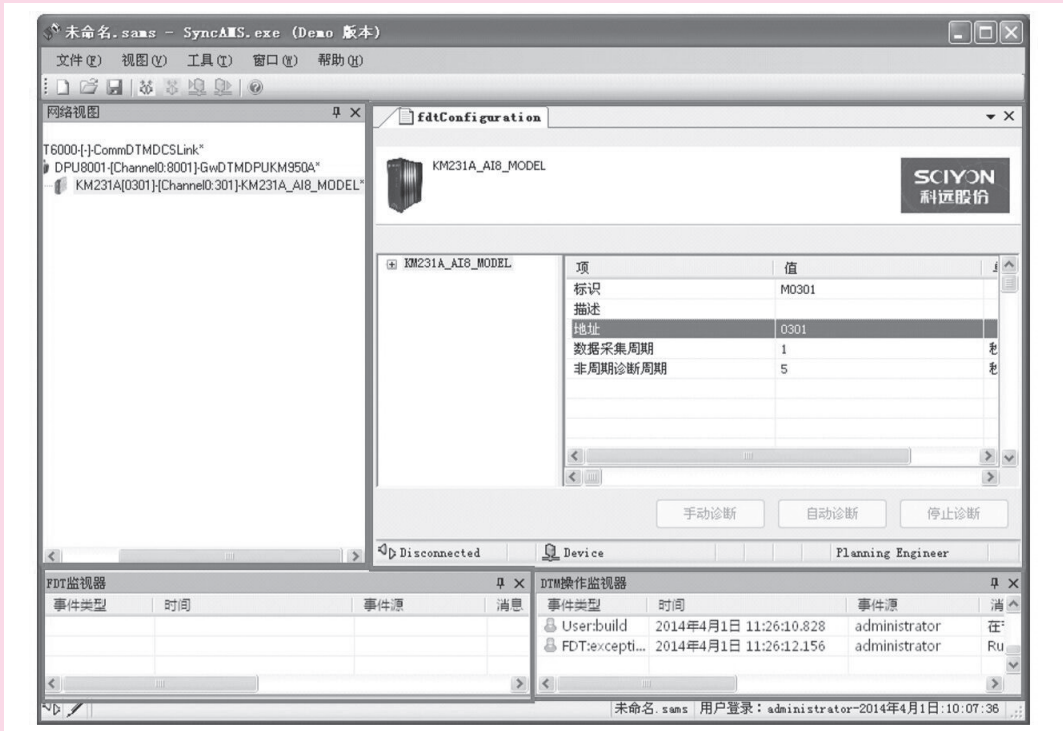 未命名.sams - SyncAMS.exe (Demo 版本)
文件(F) 视图(V) 工具(T) 窗口(W) 帮助(H)
网络视图
T6000-[-]-CommDTMDCSLink*
DPU8001-[Channel0:8001]-GwDTMDPUKM950A*
KM231A[0301]-[Channel0:301]-KM231A_AI8_MODEL*
fdtConfiguration
KM231A_AI8_MODEL
SCIYON
科远股份
KM231A_AI8_MODEL
项 值
标识 M0301
描述
地址 0301
数据采集周期 1
非周期诊断周期 5
手动诊断 自动诊断 停止诊断
Disconnected Device Planning Engineer
FDT监视器
事件类型 时间 事件源 消息
DTM操作监视器
事件类型 时间 事件源 消
User:build 2014年4月1日 11:26:10.828 administrator 在
FDT:excepti... 2014年4月1日 11:26:12.156 administrator Ru
未命名.sams 用户登录：administrator-2014年4月1日:10:07:36